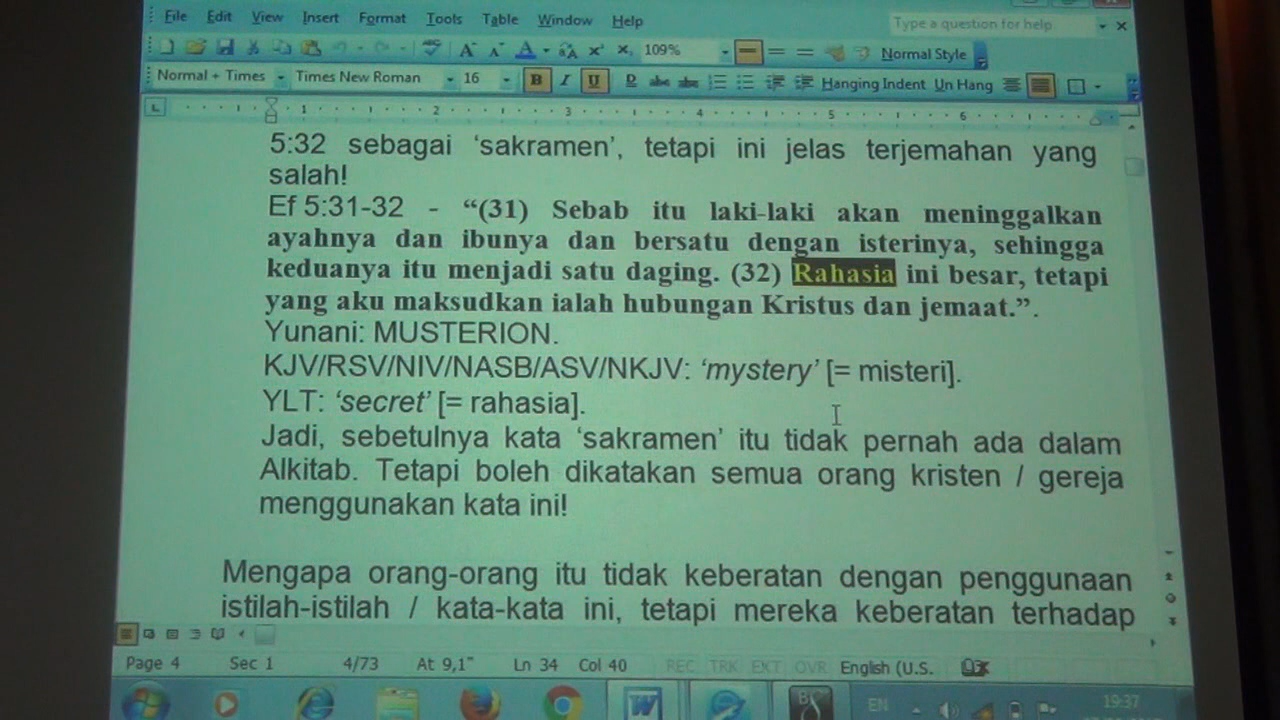 File Edit View Insert Format Tools Table Window Help
Type a question for help
109% Normal Style
Normal + Times Times New Roman 16 B I U Hanging Indent Un Hang
1 2 3 4 5 6
5:32 sebagai ‘sakramen’, tetapi ini jelas terjemahan yang
salah!
Ef 5:31-32 - “(31) Sebab itu laki-laki akan meninggalkan
ayahnya dan ibunya dan bersatu dengan isterinya, sehingga
keduanya itu menjadi satu daging. (32) Rahasia ini besar, tetapi
yang aku maksudkan ialah hubungan Kristus dan jemaat.”.
Yunani: MUSTERION.
KJV/RSV/NIV/NASB/ASV/NKJV: ‘mystery’ [= misteri].
YLT: ‘secret’ [= rahasia].
Jadi, sebetulnya kata ‘sakramen’ itu tidak pernah ada dalam
Alkitab. Tetapi boleh dikatakan semua orang kristen / gereja
menggunakan kata ini!
Mengapa orang-orang itu tidak keberatan dengan penggunaan
istilah-istilah / kata-kata ini, tetapi mereka keberatan terhadap
Page 4 Sec 1 4/73 At 9,1" Ln 34 Col 40 REC TRK EXT OVR English (U.S.
EN 19:37